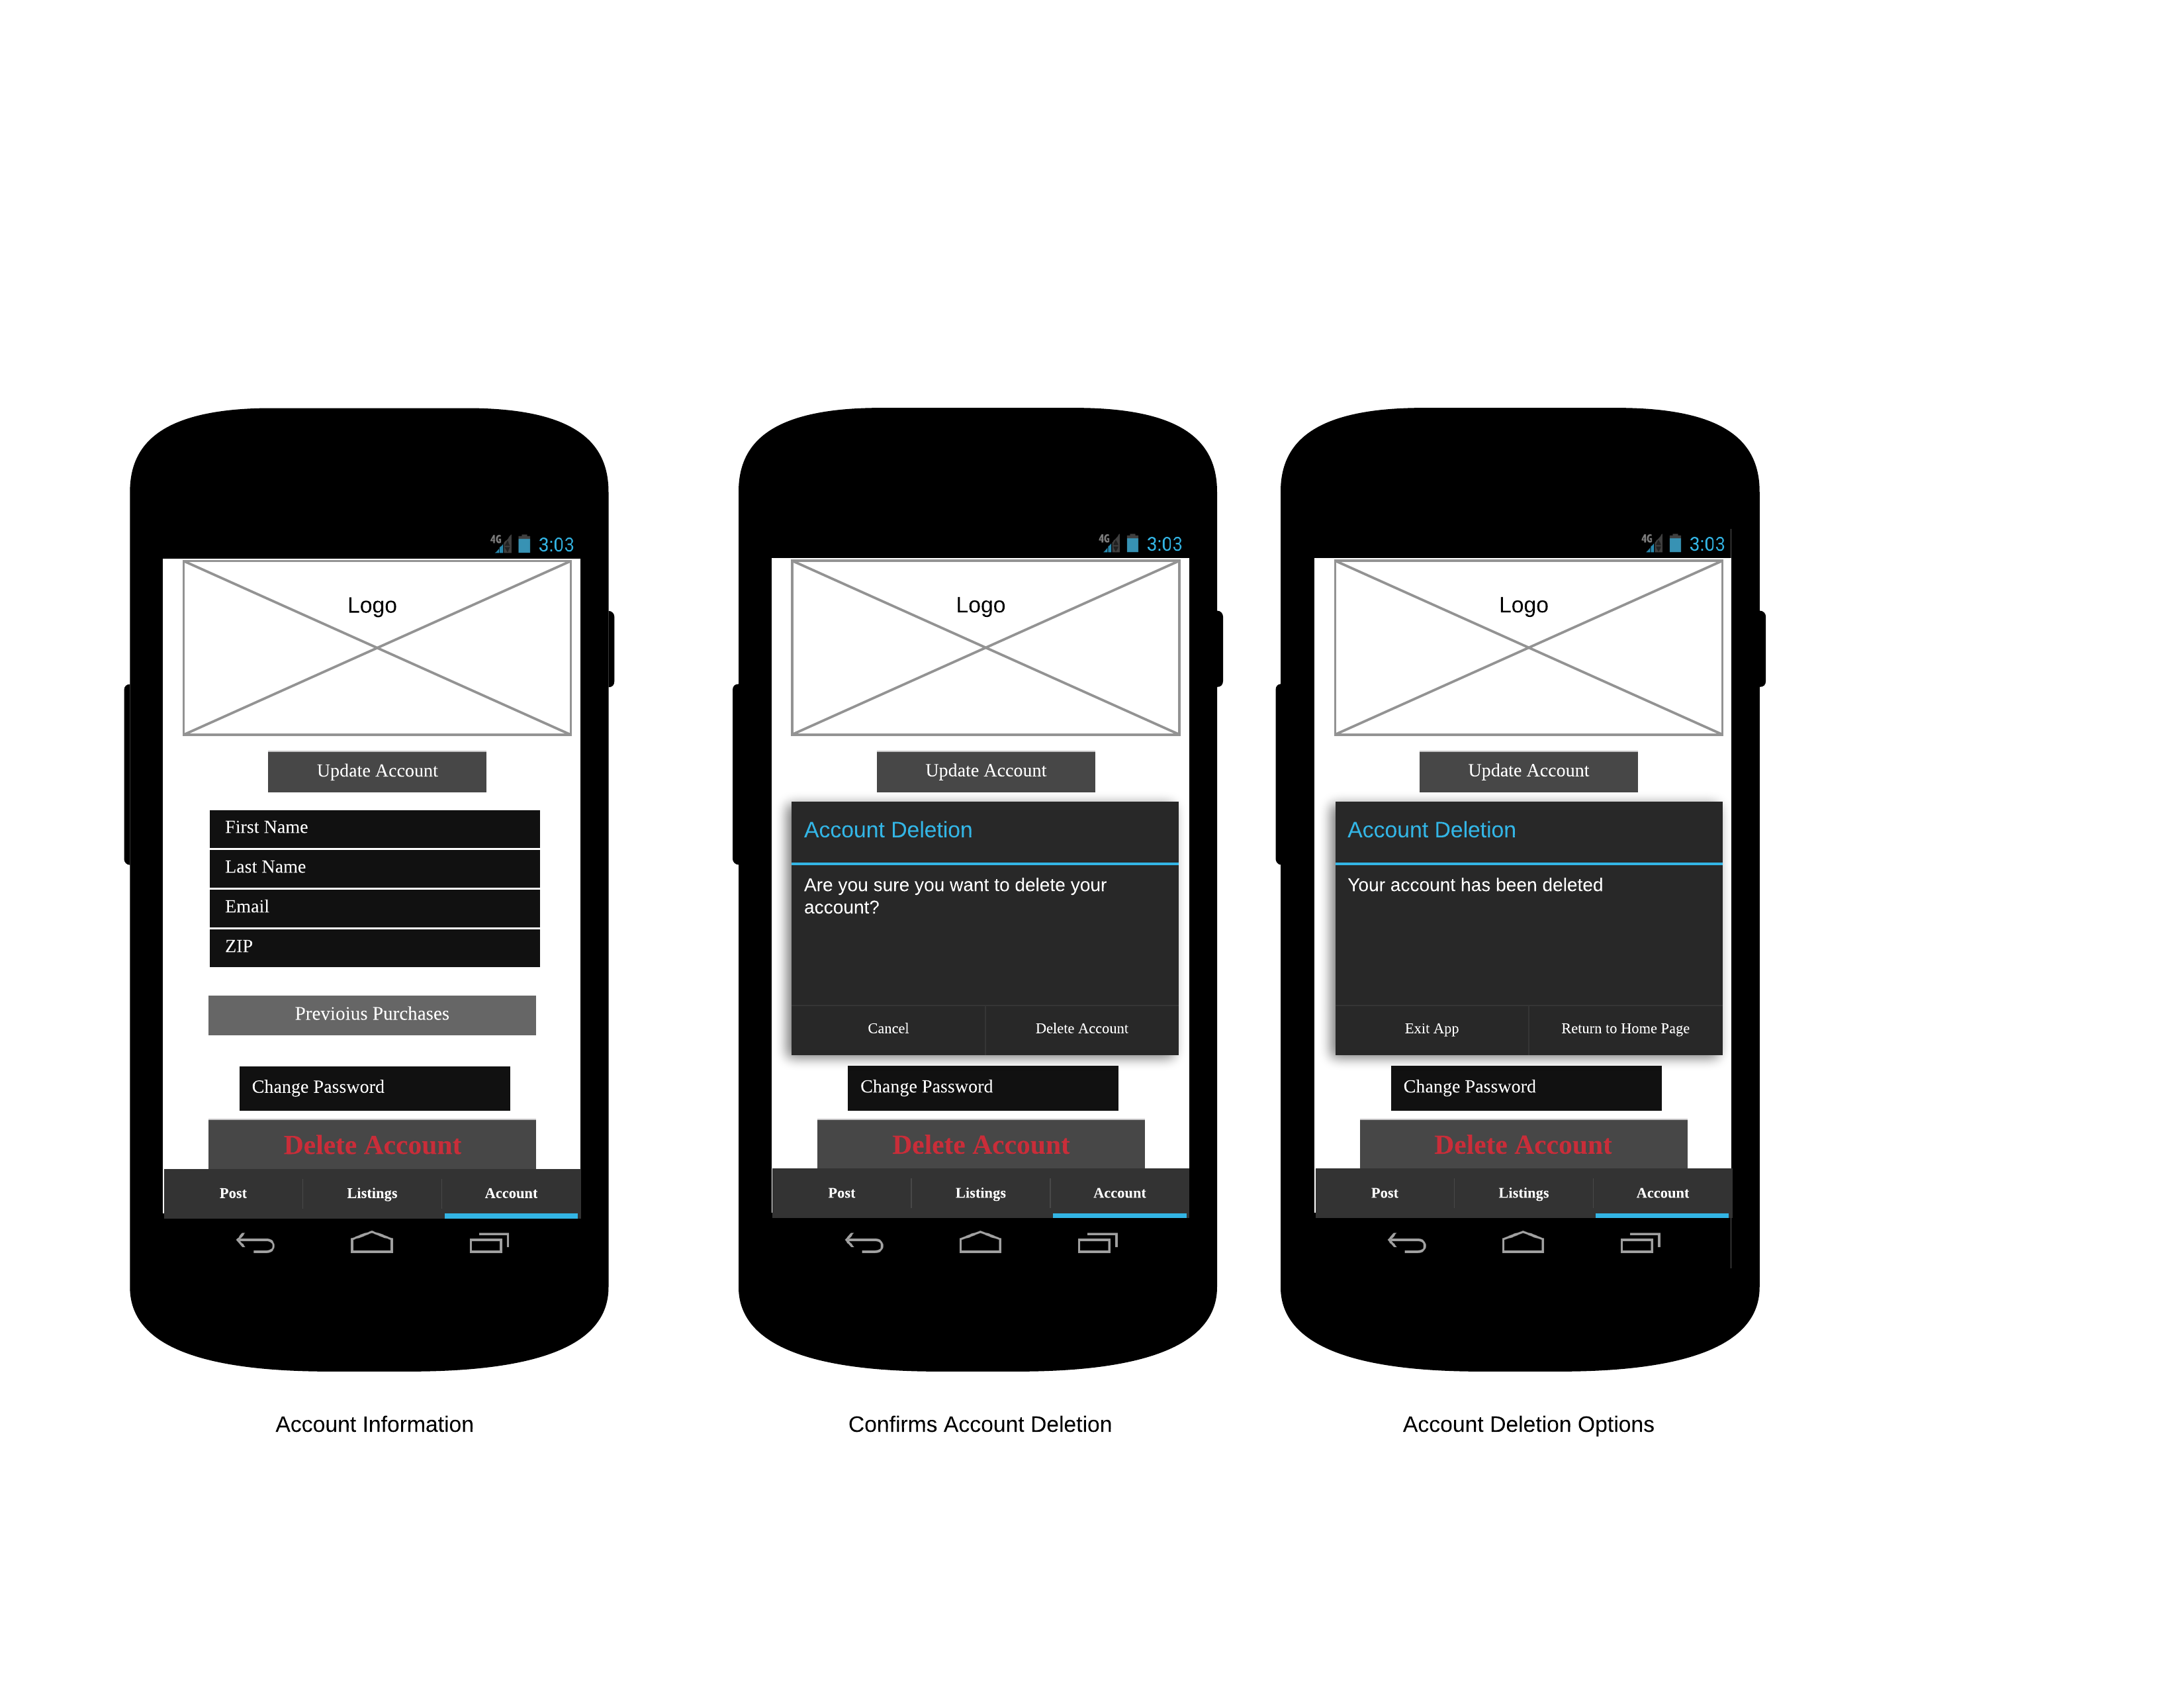 4G 3:03
Logo
Update Account
First Name
Last Name
Email
ZIP
Previoius Purchases
Change Password
Delete Account
Post Listings Account
Account Information
4G 3:03
Logo
Update Account
Account Deletion
Are you sure you want to delete your
account?
Cancel Delete Account
Change Password
Delete Account
Post Listings Account
Confirms Account Deletion
4G 3:03
Logo
Update Account
Account Deletion
Your account has been deleted
Exit App Return to Home Page
Change Password
Delete Account
Post Listings Account
Account Deletion Options